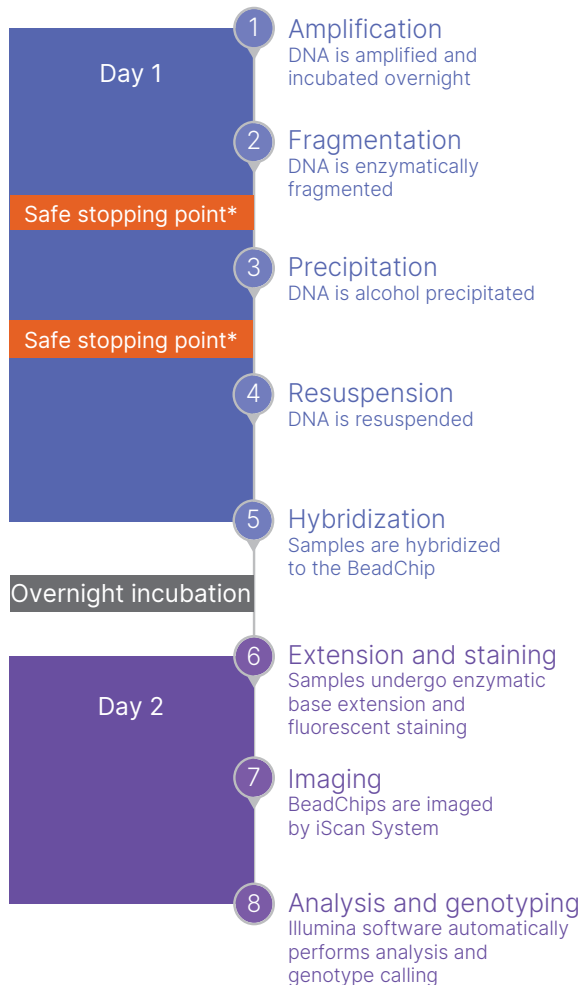 1
Amplification
DNA is amplified and
incubated overnight
Day 1
2
Fragmentation
DNA is enzymatically
fragmented
Safe stopping point*
3
Precipitation
DNA is alcohol precipitated
Safe stopping point*
4
Resuspension
DNA is resuspended
5
Hybridization
Samples are hybridized
to the BeadChip
Overnight incubation
6
Extension and staining
Samples undergo enzymatic
base extension and
fluorescent staining
Day 2
7
Imaging
BeadChips are imaged
by iScan System
8
Analysis and genotyping
Illumina software automatically
performs analysis and
genotype calling